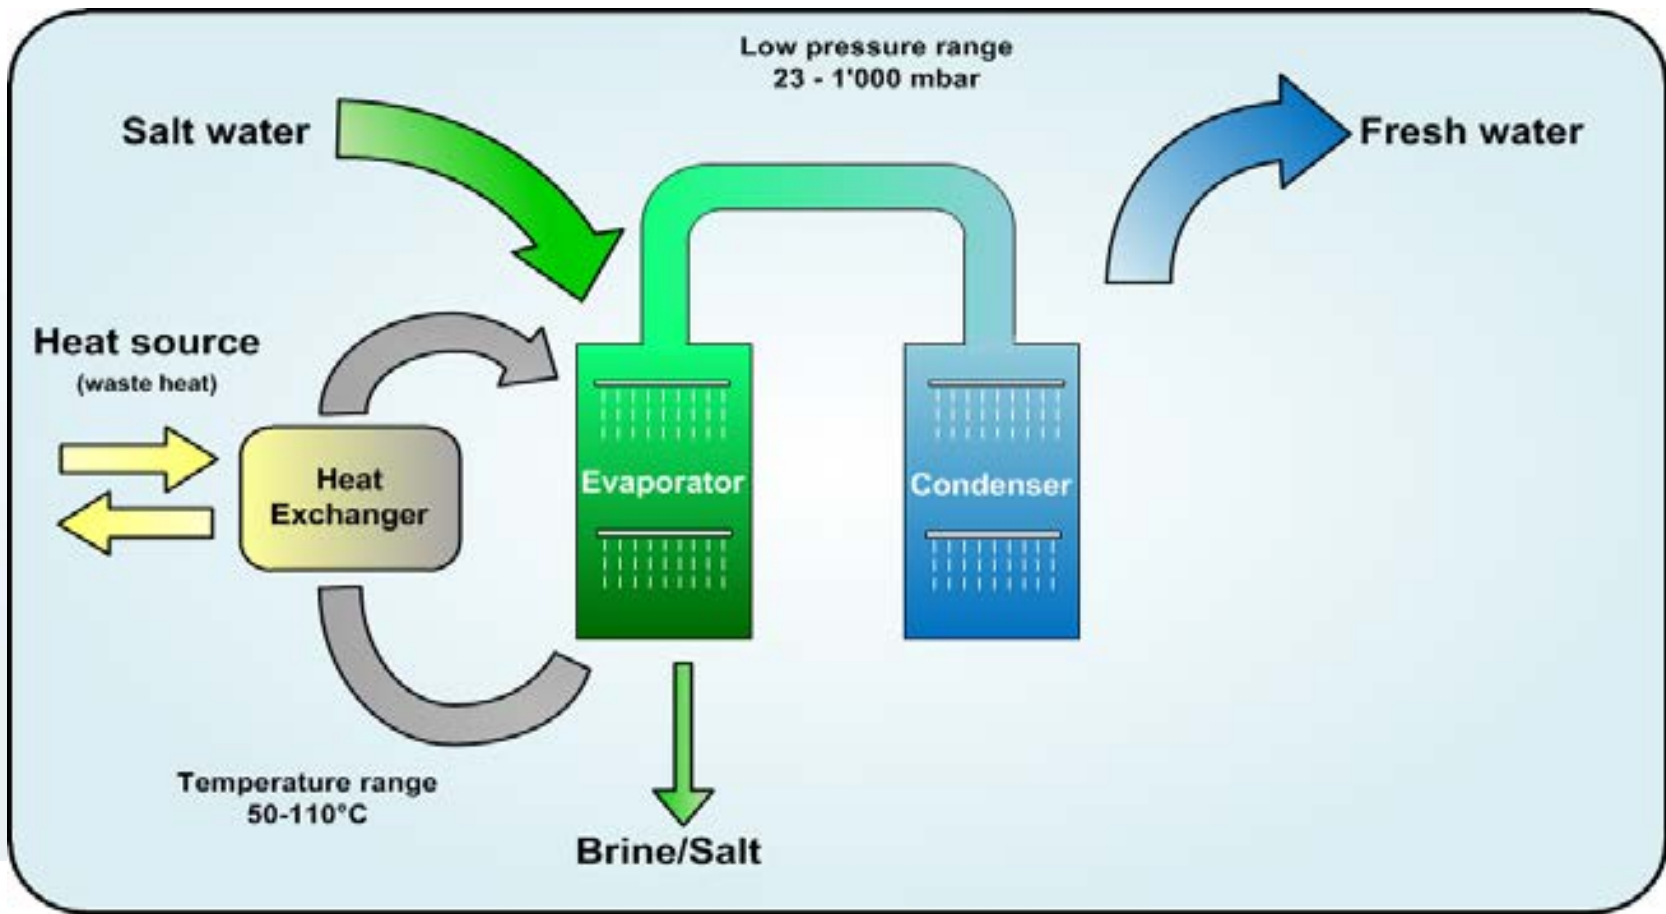 Low pressure range
23 - 1'000 mbar
Salt water
Fresh water
Heat source
(waste heat)
Heat
Exchanger
Evaporator
Condenser
Temperature range
50-110°C
Brine/Salt